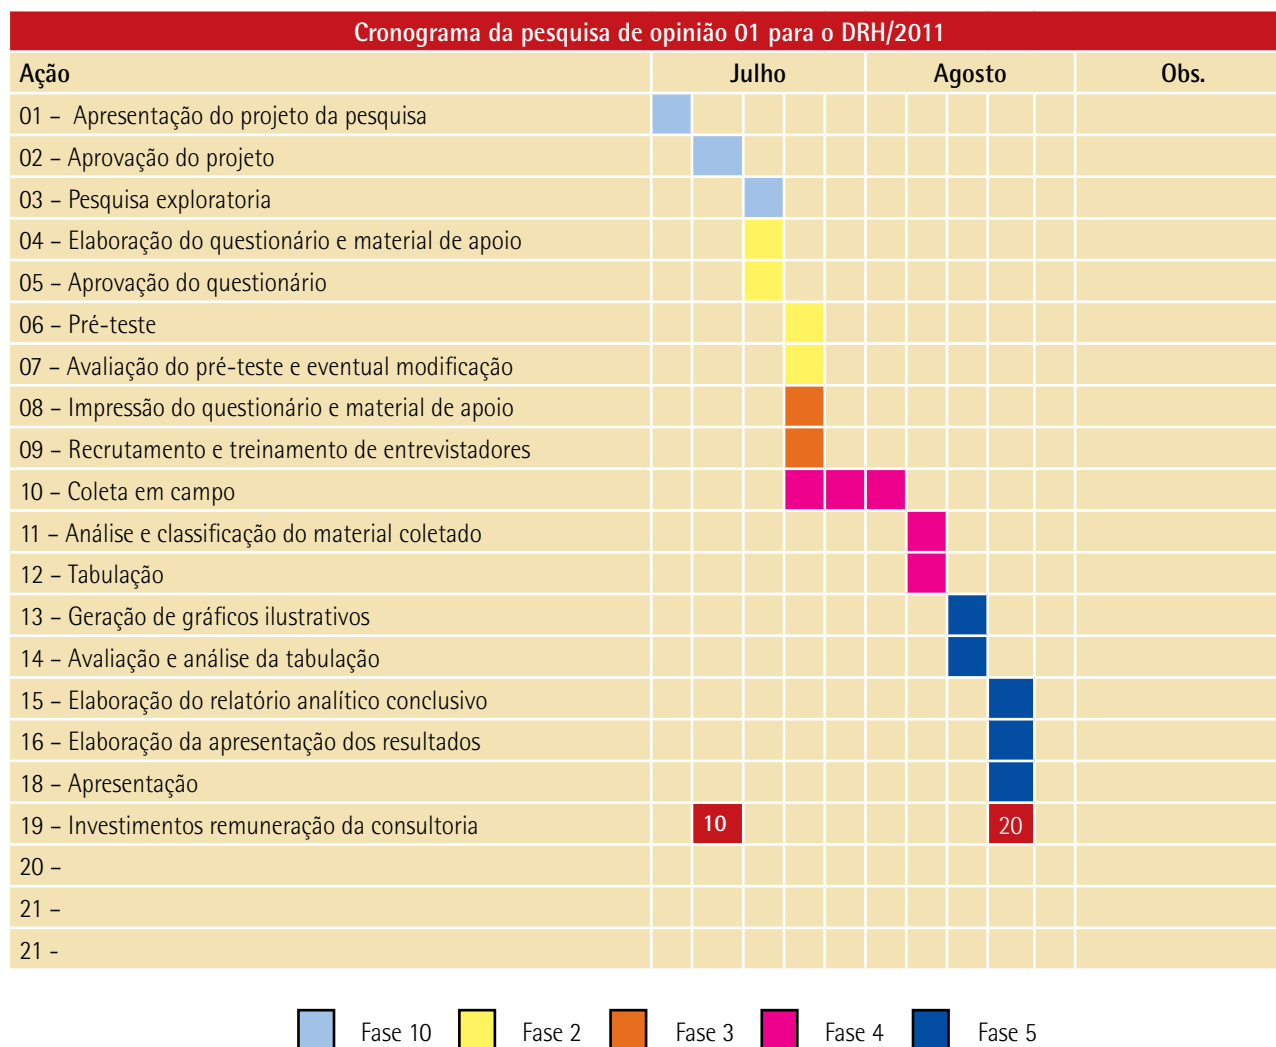 Cronograma da pesquisa de opinião 01 para o DRH/2011
Ação Julho Agosto Obs.
01 – Apresentação do projeto da pesquisa
02 – Aprovação do projeto
03 – Pesquisa exploratoria
04 – Elaboração do questionário e material de apoio
05 – Aprovação do questionário
06 – Pré-teste
07 – Avaliação do pré-teste e eventual modificação
08 – Impressão do questionário e material de apoio
09 – Recrutamento e treinamento de entrevistadores
10 – Coleta em campo
11 – Análise e classificação do material coletado
12 – Tabulação
13 – Geração de gráficos ilustrativos
14 – Avaliação e análise da tabulação
15 – Elaboração do relatório analítico conclusivo
16 – Elaboração da apresentação dos resultados
18 – Apresentação
19 – Investimentos remuneração da consultoria 10 20
20 –
21 –
21 -
Fase 10 Fase 2 Fase 3 Fase 4 Fase 5